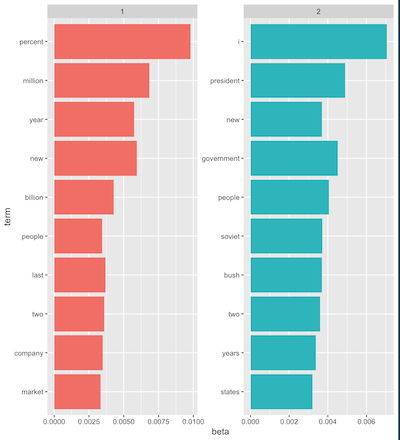 1
2
term
percent
million
year
new
billion
people
last
two
company
market
i
president
new
government
people
soviet
bush
two
years
states
0.0000 0.0025 0.0050 0.0075 0.0100
0.000 0.002 0.004 0.006
beta